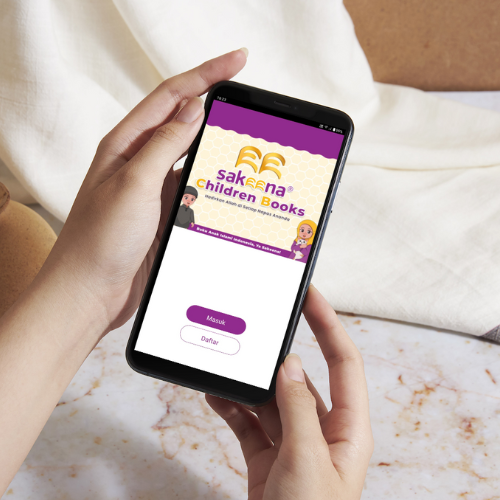 sakeena®
Children Books
Hadirkan Allah di Setiap Napas Ananda
Buku Anak Islami Indonesia, Ya Sakeena!
Masuk
Daftar